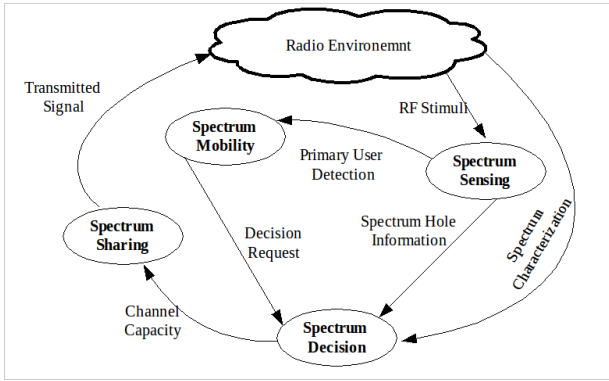 Radio Environemnt
Transmitted
Signal
RF Stimuli
Spectrum
Mobility
Primary User
Detection
Spectrum
Sensing
Spectrum
Sharing
Decision
Request
Spectrum Hole
Information
Spectrum
Characterization
Channel
Capacity
Spectrum
Decision